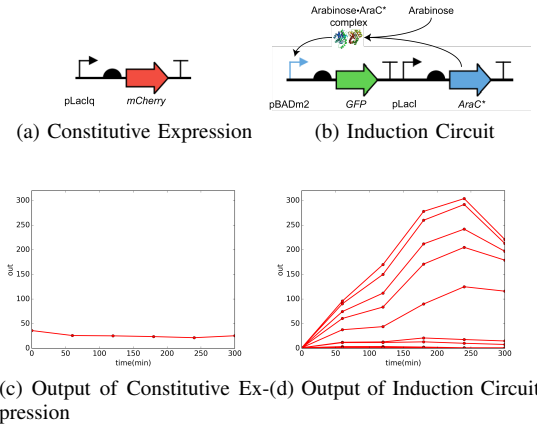 Arabinose•AraC* Arabinose
complex
pLacIq mCherry
pBADm2 GFP pLacI AraC*
(a) Constitutive Expression (b) Induction Circuit
300
250
200
150
100
50
0
out
0 50 100 150 200 250 300
time(min)
300
250
200
150
100
50
0
out
0 50 100 150 200 250 300
time(min)
(c) Output of Constitutive Ex-(d) Output of Induction Circuit
pression